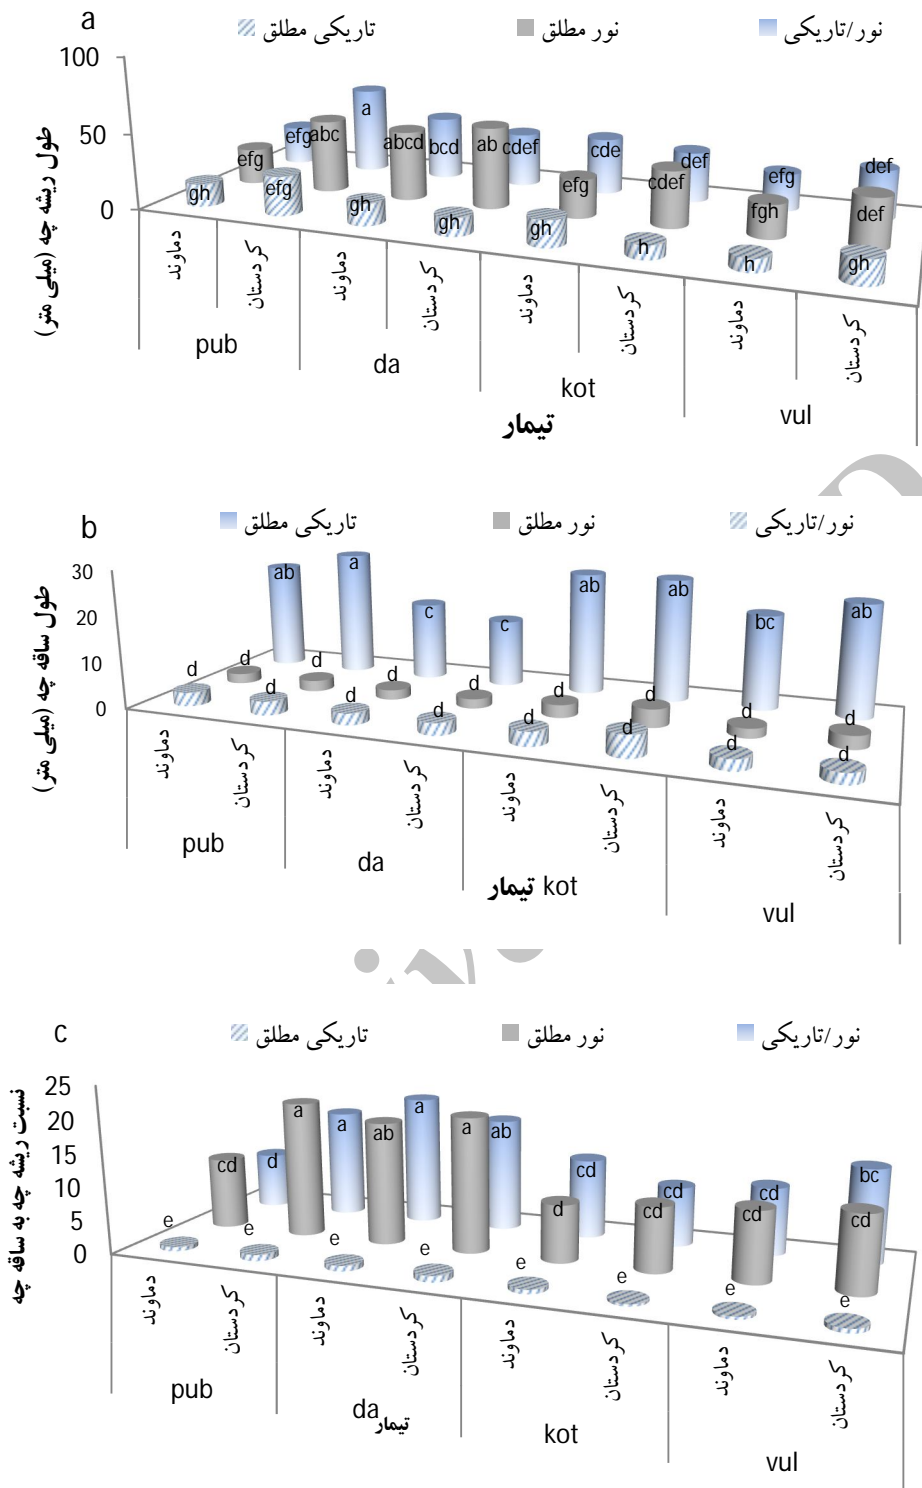 a
تاریکی مطلق نور مطلق نور/تاریکی
طول ریشه چه (میلی متر)
100
50
0
efg a bcd cdef cde def efg def
efg abc abcd ab efg cdef fgh def
gh efg gh gh gh h h gh
دماوند کردستان دماوند کردستان دماوند کردستان دماوند کردستان
pub da kot vul
تیمار
b
تاریکی مطلق نور مطلق نور/تاریکی
طول ساقه چه (میلی متر)
30
20
10
0
ab a c c ab ab bc ab
d d d d d d d d
d d d d d d d d
دماوند کردستان دماوند کردستان دماوند کردستان دماوند کردستان
pub da kot vul
تیمار
c
تاریکی مطلق نور مطلق نور/تاریکی
نسبت ریشه چه به ساقه چه
25
20
15
10
5
0
d a a ab cd cd cd bc
cd a ab a d cd cd cd
e e e e e e e e
دماوند کردستان دماوند کردستان دماوند کردستان دماوند کردستان
pub da kot vul
تیمار